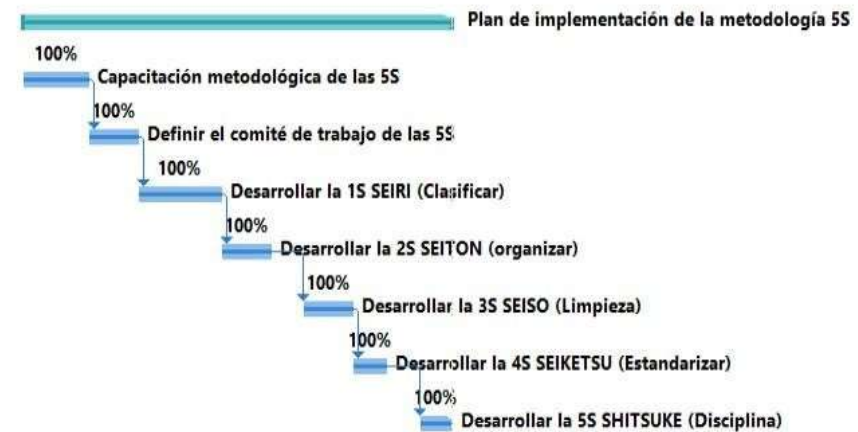 Plan de implementación de la metodología 5S
100%
Capacitación metodológica de las 5S
100%
Definir el comité de trabajo de las 5S
100%
Desarrollar la 1S SEIRI (Clasificar)
100%
Desarrollar la 2S SEITON (organizar)
100%
Desarrollar la 3S SEISO (Limpieza)
100%
Desarrollar la 4S SEIKETSU (Estandarizar)
100%
Desarrollar la 5S SHITSUKE (Disciplina)